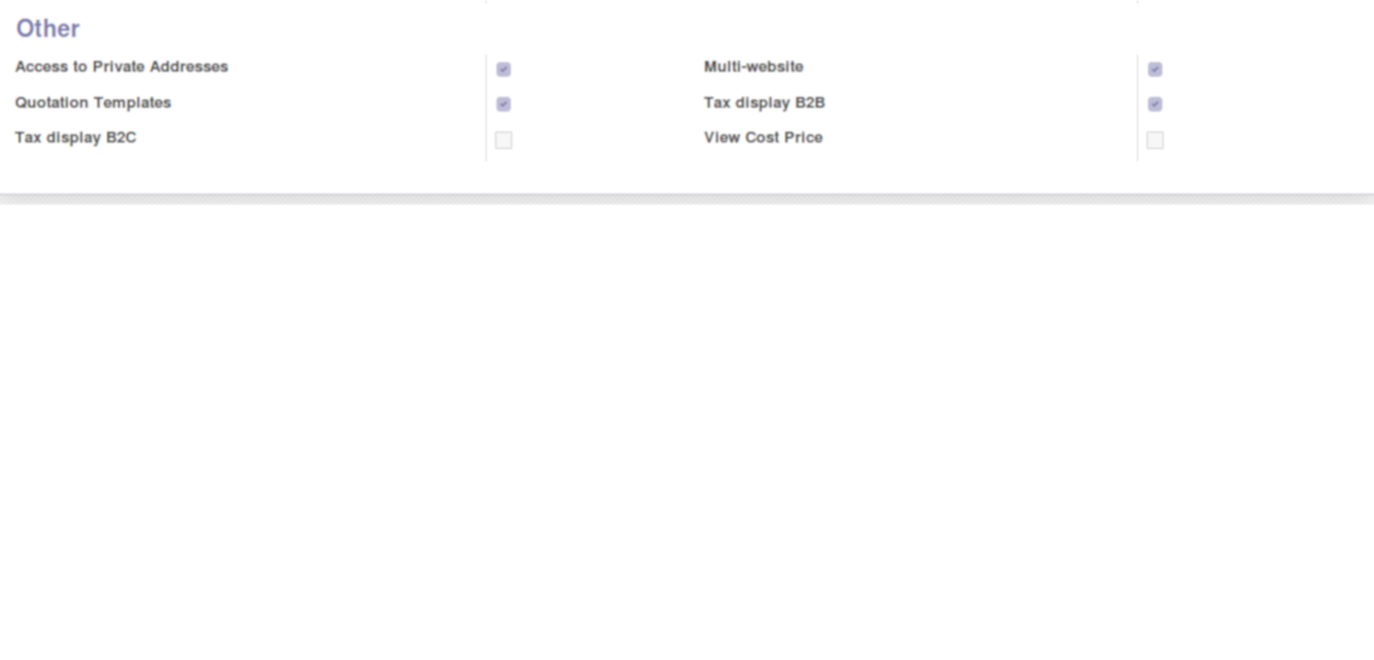 Other
Access to Private Addresses
Multi-website
Quotation Templates
Tax display B2B
Tax display B2C
View Cost Price